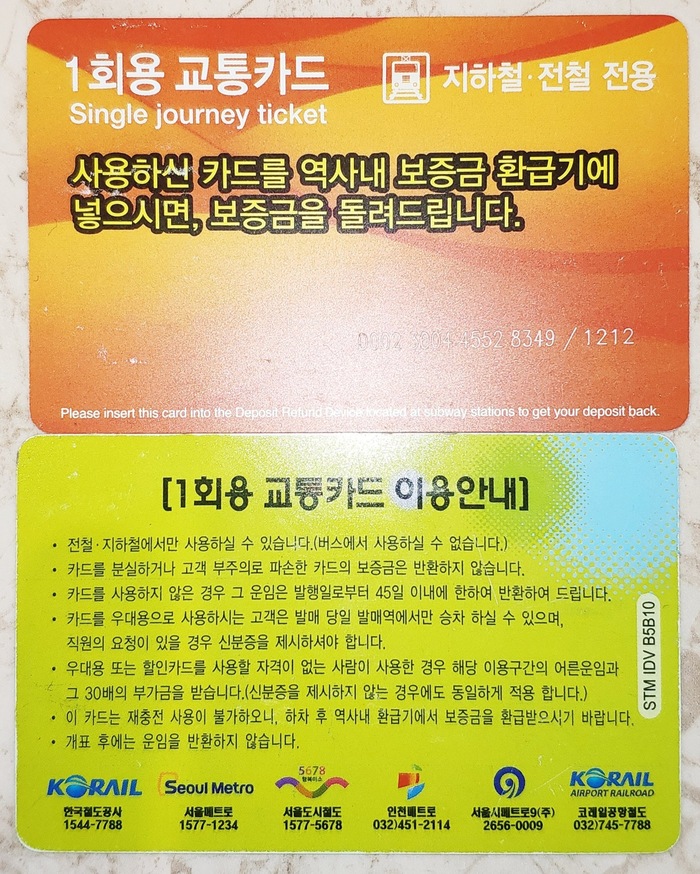 1회용 교통카드
Single journey ticket
지하철·전철 전용
사용하신 카드를 역사내 보증금 환급기에
넣으시면, 보증금을 돌려드립니다.
3004 4552 8349 / 1212
Please insert this card into the Deposit Refund Device located at subway stations to get your deposit back.
[1회용 교통카드 이용안내]
• 전철·지하철에서만 사용하실 수 있습니다.(버스에서 사용하실 수 없습니다.)
• 카드를 분실하거나 고객 부주의로 파손한 카드의 보증금은 반환하지 않습니다.
• 카드를 사용하지 않은 경우 그 운임은 발행일로부터 45일 이내에 한하여 반환하여 드립니다.
• 카드를 우대용으로 사용하시는 고객은 발매 당일 발매역에서만 승차 하실 수 있으며,
직원의 요청이 있을 경우 신분증을 제시하셔야 합니다.
• 우대용 또는 할인카드를 사용할 자격이 없는 사람이 사용한 경우 해당 이용구간의 어른운임과
그 30배의 부가금을 받습니다.(신분증을 제시하지 않는 경우에도 동일하게 적용 합니다.)
• 이 카드는 재충전 사용이 불가하오니, 하차 후 역사내 환급기에서 보증금을 환급받으시기 바랍니다.
• 개표 후에는 운임을 반환하지 않습니다.
STM IDV B5B10
KORAIL
한국철도공사
1544-7788
Seoul Metro
서울메트로
1577-1234
5678
서울도시철도
1577-5678
인천메트로
032)451-2114
서울시메트로9(주)
2656-0009
KORAIL
AIRPORT RAILROAD
코레일공항철도
032)745-7788